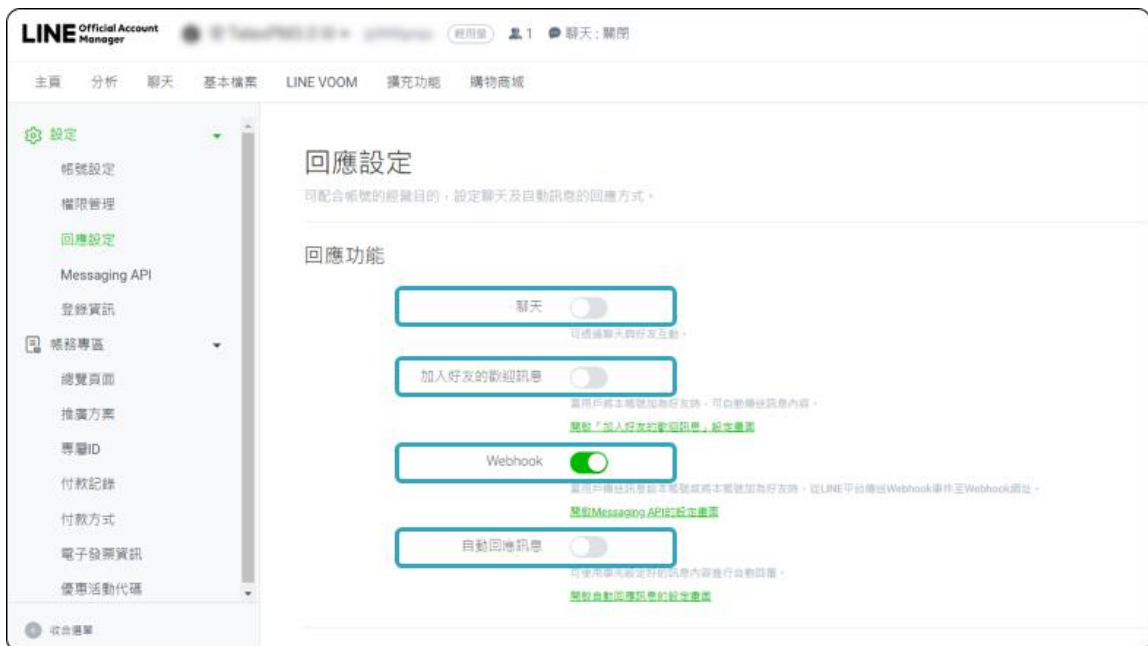 LINE Official Account Manager
輕用量 1 聊天 : 關閉
主頁 分析 聊天 基本檔案 LINE VOOM 擴充功能 購物商城
設定
帳號設定
權限管理
回應設定
Messaging API
登錄資訊
帳務專區
總覽頁面
推廣方案
專屬ID
付款記錄
付款方式
電子發票資訊
優惠活動代碼
收合選單
回應設定
可配合帳號的經營目的,設定聊天及自動訊息的回應方式。
回應功能
聊天
可透過聊天與好友互動。
加入好友的歡迎訊息
當用戶將本帳號加為好友時,可自動傳送訊息內容。
開啟「加入好友的歡迎訊息」設定畫面
Webhook
當用戶傳送訊息給本帳號或將本帳號加為好友時,從LINE平台傳送Webhook事件至Webhook網址。
開啟Messaging API的設定畫面
自動回應訊息
可使用事先設定好的訊息內容進行自動回覆。
開啟自動回應訊息的設定畫面